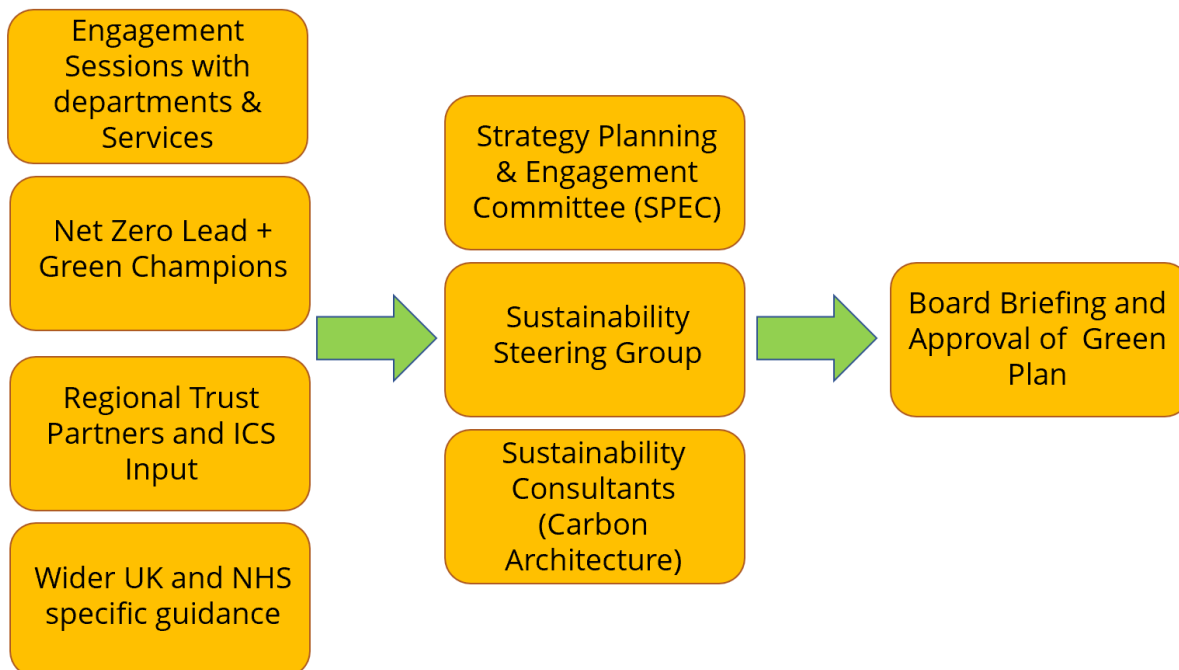 Engagement
Sessions with
departments &
Services
Net Zero Lead +
Green Champions
Regional Trust
Partners and ICS
Input
Wider UK and NHS
specific guidance
Strategy Planning
& Engagement
Committee (SPEC)
Sustainability
Steering Group
Sustainability
Consultants
(Carbon
Architecture)
Board Briefing and
Approval of  Green
Plan